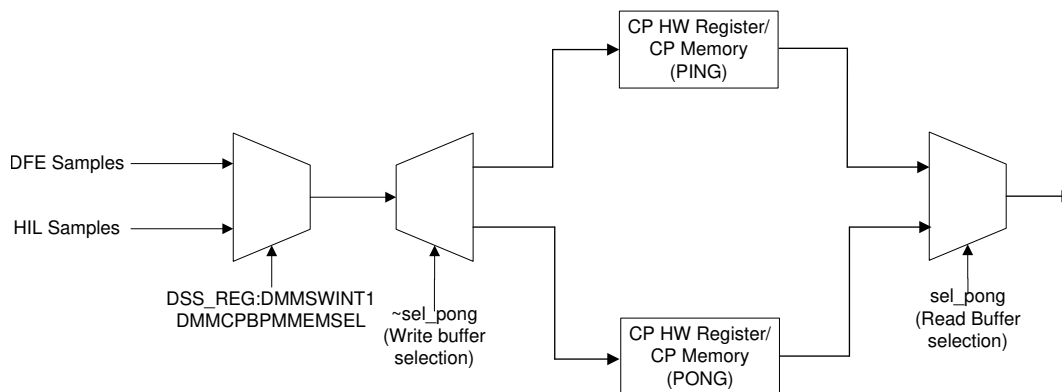 CP HW Register/
CP Memory
(PING)
DFE Samples
HIL Samples
DSS_REG:DMMSWINT1
DMMCPBPMMEMSEL
~sel_pong
(Write buffer
selection)
sel_pong
(Read Buffer
selection)
CP HW Register/
CP Memory
(PONG)